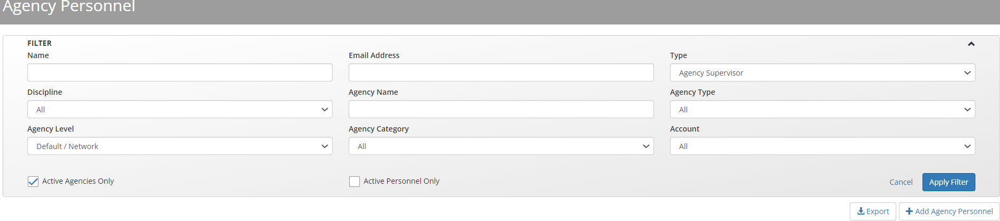 Agency Personnel
FILTER
Name
Email Address
Type
Agency Supervisor
Discipline
Agency Name
Agency Type
All
All
Agency Level
Agency Category
Account
Default / Network
All
All
Active Agencies Only
Active Personnel Only
Cancel
Apply Filter
Export
Add Agency Personnel